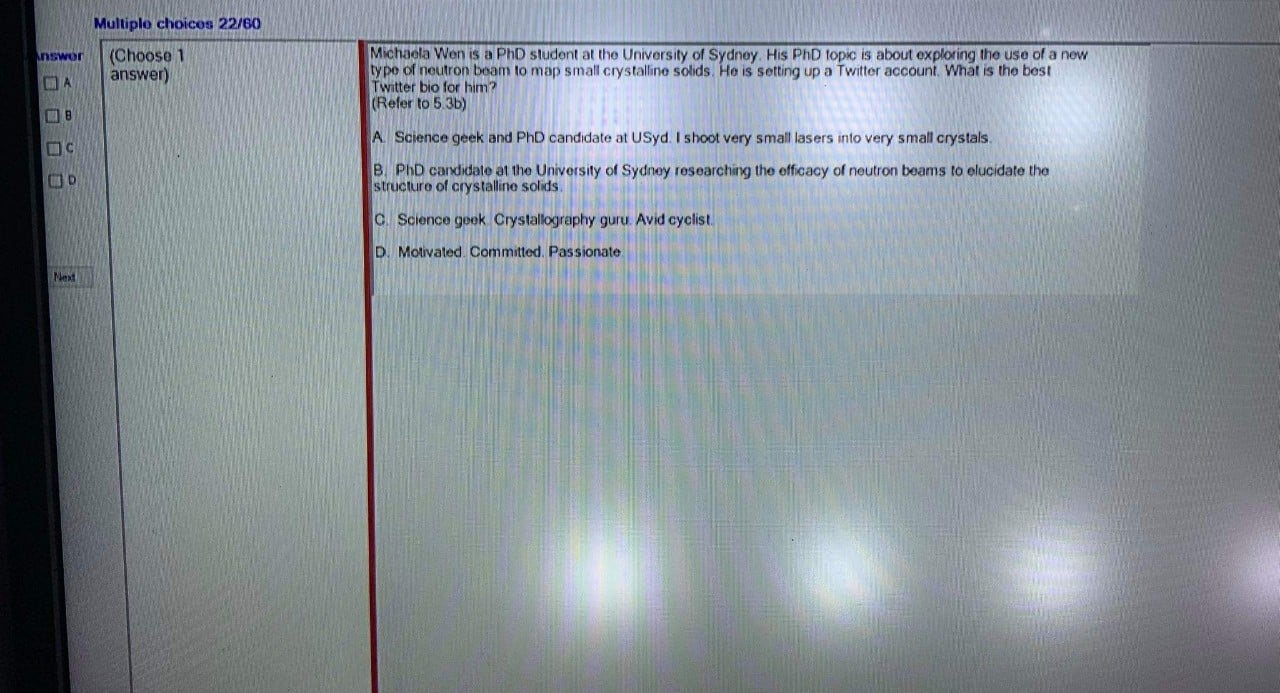 Multiple choices 22/60
Answer
(Choose 1
answer)
A
B
C
D
Next
Michaela Wen is a PhD student at the University of Sydney. His PhD topic is about exploring the use of a new
type of neutron beam to map small crystalline solids. He is setting up a Twitter account. What is the best
Twitter bio for him?
(Refer to 5.3b)
A. Science geek and PhD candidate at USyd. I shoot very small lasers into very small crystals.
B. PhD candidate at the University of Sydney researching the efficacy of neutron beams to elucidate the
structure of crystalline solids.
C. Science geek. Crystallography guru. Avid cyclist.
D. Motivated. Committed. Passionate.